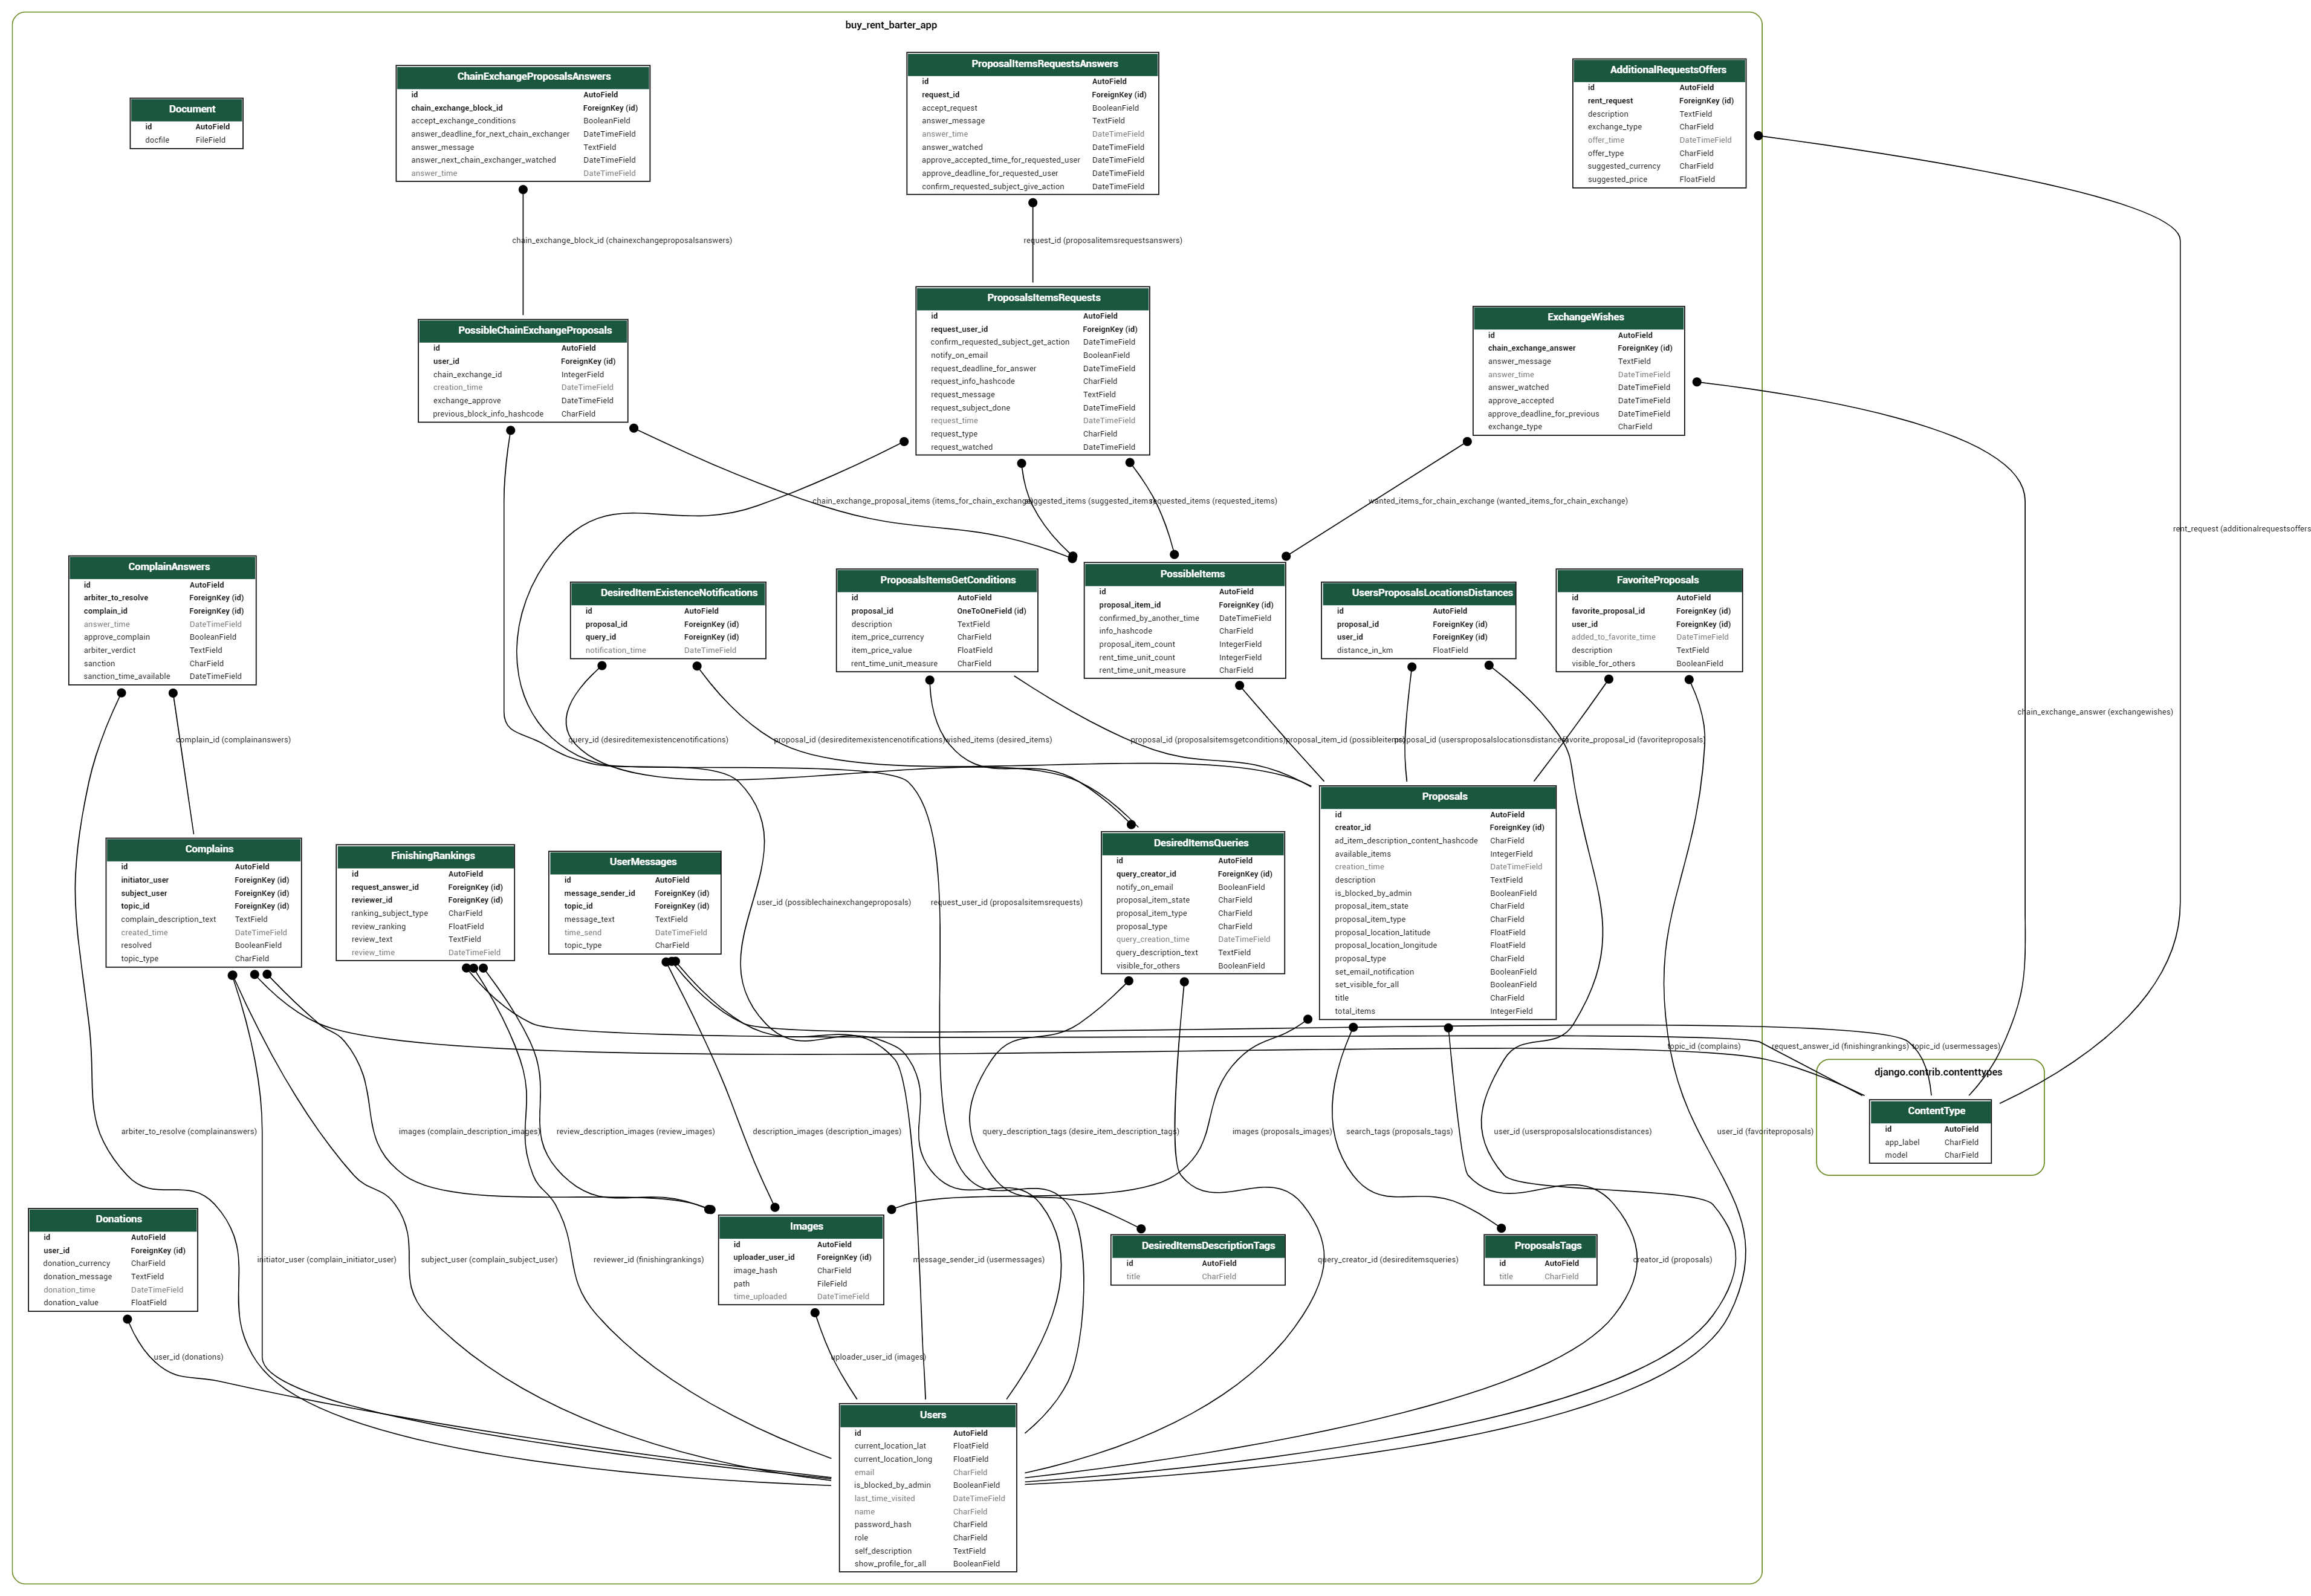 buy_rent_barter_app
Document
id AutoField
docfile FileField
ChainExchangeProposalsAnswers
id AutoField
chain_exchange_block_id ForeignKey (id)
accept_exchange_conditions BooleanField
answer_deadline_for_next_chain_exchanger DateTimeField
answer_message TextField
answer_next_chain_exchanger_watched DateTimeField
answer_time DateTimeField
ProposalItemsRequestsAnswers
id AutoField
request_id ForeignKey (id)
accept_request BooleanField
answer_message TextField
answer_time DateTimeField
answer_watched DateTimeField
approve_accepted_time_for_requested_user DateTimeField
approve_deadline_for_requested_user DateTimeField
confirm_requested_subject_give_action DateTimeField
AdditionalRequestsOffers
id AutoField
rent_request ForeignKey (id)
description TextField
exchange_type CharField
offer_time DateTimeField
offer_type CharField
suggested_currency CharField
suggested_price FloatField
chain_exchange_block_id (chainexchangeproposalsanswers)
request_id (proposalitemsrequestsanswers)
PossibleChainExchangeProposals
id AutoField
user_id ForeignKey (id)
chain_exchange_id IntegerField
creation_time DateTimeField
exchange_approve DateTimeField
previous_block_info_hashcode CharField
ProposalsItemsRequests
id AutoField
request_user_id ForeignKey (id)
confirm_requested_subject_get_action DateTimeField
notify_on_email BooleanField
request_deadline_for_answer DateTimeField
request_info_hashcode CharField
request_message TextField
request_subject_done DateTimeField
request_time DateTimeField
request_type CharField
request_watched DateTimeField
ExchangeWishes
id AutoField
chain_exchange_answer ForeignKey (id)
answer_message TextField
answer_time DateTimeField
answer_watched DateTimeField
approve_accepted DateTimeField
approve_deadline_for_previous DateTimeField
exchange_type CharField
chain_exchange_proposal_items (items_for_chain_exchange)
suggested_items (suggested_items)
requested_items (requested_items)
wanted_items_for_chain_exchange (wanted_items_for_chain_exchange)
rent_request (additionalrequestsoffers
ComplainAnswers
id AutoField
arbiter_to_resolve ForeignKey (id)
complain_id ForeignKey (id)
answer_time DateTimeField
approve_complain BooleanField
arbiter_verdict TextField
sanction CharField
sanction_time_available DateTimeField
DesiredItemExistenceNotifications
id AutoField
proposal_id ForeignKey (id)
query_id ForeignKey (id)
notification_time DateTimeField
ProposalsItemsGetConditions
id AutoField
proposal_id OneToOneField (id)
description TextField
item_price_currency CharField
item_price_value FloatField
rent_time_unit_measure CharField
PossibleItems
id AutoField
proposal_item_id ForeignKey (id)
confirmed_by_another_time DateTimeField
info_hashcode CharField
proposal_item_count IntegerField
rent_time_unit_count IntegerField
rent_time_unit_measure CharField
UsersProposalsLocationsDistances
id AutoField
proposal_id ForeignKey (id)
user_id ForeignKey (id)
distance_in_km FloatField
FavoriteProposals
id AutoField
favorite_proposal_id ForeignKey (id)
user_id ForeignKey (id)
added_to_favorite_time DateTimeField
description TextField
visible_for_others BooleanField
chain_exchange_answer (exchangewishes)
complain_id (complainanswers)
query_id (desireditemexistencenotifications)
proposal_id (desireditemexistencenotifications)
wished_items (desired_items)
proposal_id (proposalsitemsgetconditions)
proposal_item_id (possibleitems)
proposal_id (usersproposalslocationsdistances)
favorite_proposal_id (favoriteproposals)
Complains
id AutoField
initiator_user ForeignKey (id)
subject_user ForeignKey (id)
topic_id ForeignKey (id)
complain_description_text TextField
created_time DateTimeField
resolved BooleanField
topic_type CharField
FinishingRankings
id AutoField
request_answer_id ForeignKey (id)
reviewer_id ForeignKey (id)
ranking_subject_type CharField
review_ranking FloatField
review_text TextField
review_time DateTimeField
UserMessages
id AutoField
message_sender_id ForeignKey (id)
topic_id ForeignKey (id)
message_text TextField
time_send DateTimeField
topic_type CharField
user_id (possiblechainexchangeproposals)
request_user_id (proposalsitemsrequests)
DesiredItemsQueries
id AutoField
query_creator_id ForeignKey (id)
notify_on_email BooleanField
proposal_item_state CharField
proposal_item_type CharField
proposal_type CharField
query_creation_time DateTimeField
query_description_text TextField
visible_for_others BooleanField
Proposals
id AutoField
creator_id ForeignKey (id)
ad_item_description_content_hashcode CharField
available_items IntegerField
creation_time DateTimeField
description TextField
is_blocked_by_admin BooleanField
proposal_item_state CharField
proposal_item_type CharField
proposal_location_latitude FloatField
proposal_location_longitude FloatField
proposal_type CharField
set_email_notification BooleanField
set_visible_for_all BooleanField
title CharField
total_items IntegerField
topic_id (complains)
request_answer_id (finishingrankings)
topic_id (usermessages)
django.contrib.contenttypes
ContentType
id AutoField
app_label CharField
model CharField
arbiter_to_resolve (complainanswers)
images (complain_description_images)
review_description_images (review_images)
description_images (description_images)
query_description_tags (desire_item_description_tags)
images (proposals_images)
search_tags (proposals_tags)
user_id (usersproposalslocationsdistances)
user_id (favoriteproposals)
Donations
id AutoField
user_id ForeignKey (id)
donation_currency CharField
donation_message TextField
donation_time DateTimeField
donation_value FloatField
initiator_user (complain_initiator_user)
subject_user (complain_subject_user)
reviewer_id (finishingrankings)
Images
id AutoField
uploader_user_id ForeignKey (id)
image_hash CharField
path FileField
time_uploaded DateTimeField
message_sender_id (usermessages)
DesiredItemsDescriptionTags
id AutoField
title CharField
query_creator_id (desireditemsqueries)
ProposalsTags
id AutoField
title CharField
creator_id (proposals)
user_id (donations)
uploader_user_id (images)
Users
id AutoField
current_location_lat FloatField
current_location_long FloatField
email CharField
is_blocked_by_admin BooleanField
last_time_visited DateTimeField
name CharField
password_hash CharField
role CharField
self_description TextField
show_profile_for_all BooleanField